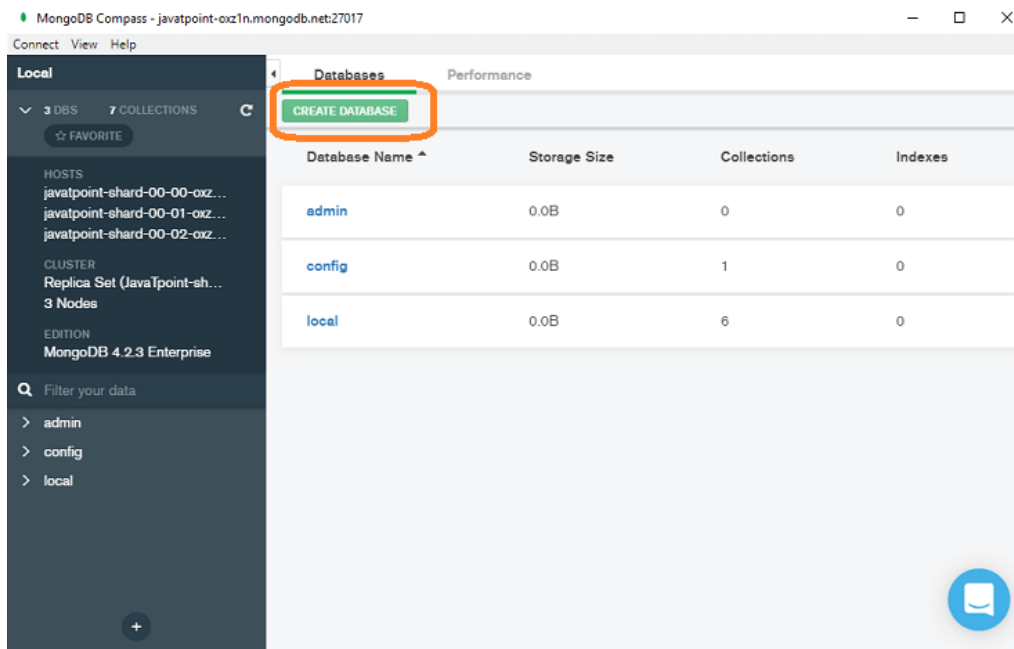 MongoDB Compass - javatpoint-oxz1n.mongodb.net:27017
Connect View Help
Local
3 DBS 7 COLLECTIONS
☆ FAVORITE
HOSTS
javatpoint-shard-00-00-oxz...
javatpoint-shard-00-01-oxz...
javatpoint-shard-00-02-oxz...
CLUSTER
Replica Set (JavaTpoint-sh...
3 Nodes
EDITION
MongoDB 4.2.3 Enterprise
Filter your data
admin
config
local
Databases Performance
CREATE DATABASE
Database Name Storage Size Collections Indexes
admin 0.0B 0 0
config 0.0B 1 0
local 0.0B 6 0